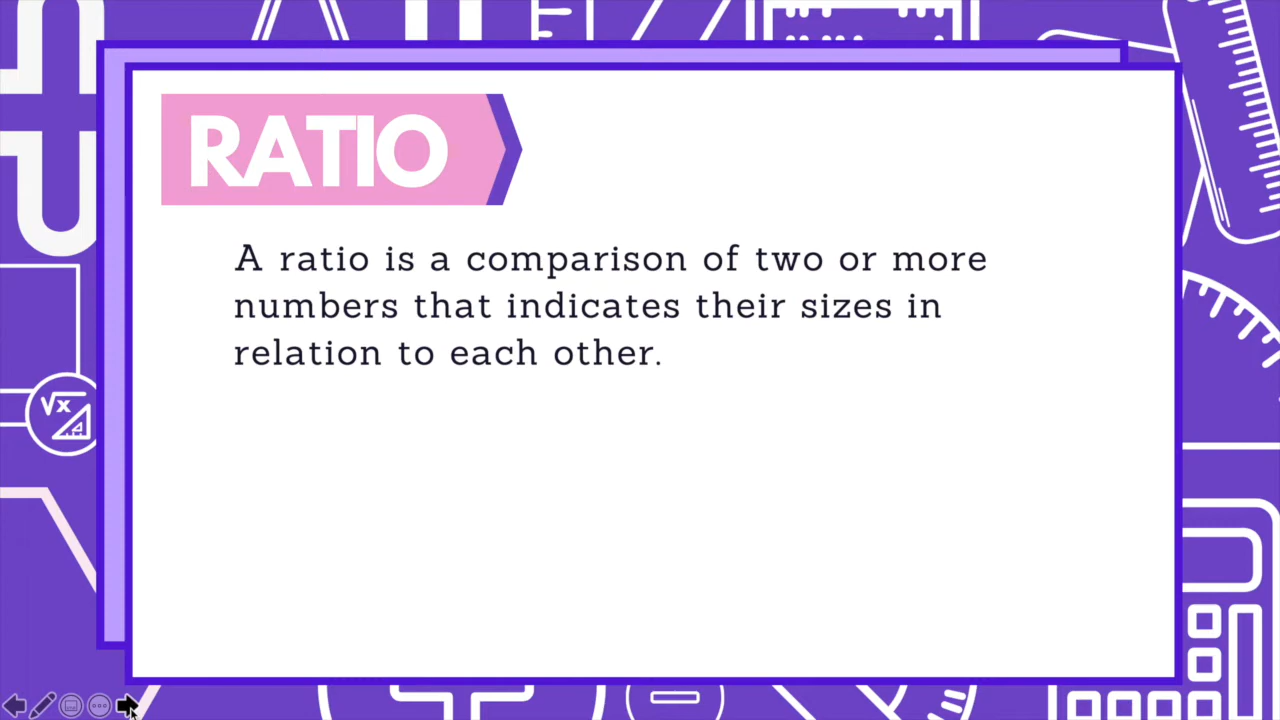 RATIO
A ratio is a comparison of two or more
numbers that indicates their sizes in
relation to each other.
√x